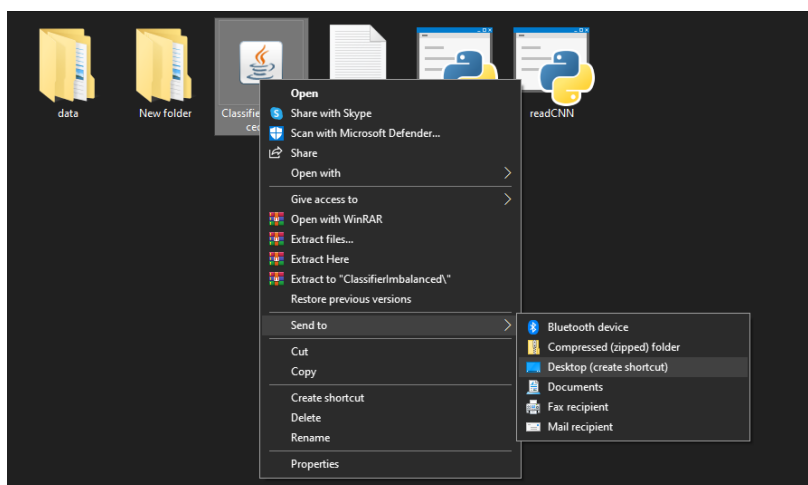 data
New folder
Classifie
ced
readCNN
Open
Share with Skype
Scan with Microsoft Defender...
Share
Open with
Give access to
Open with WinRAR
Extract files...
Extract Here
Extract to "ClassifierImbalanced\"
Restore previous versions
Send to
Cut
Copy
Create shortcut
Delete
Rename
Properties
Bluetooth device
Compressed (zipped) folder
Desktop (create shortcut)
Documents
Fax recipient
Mail recipient